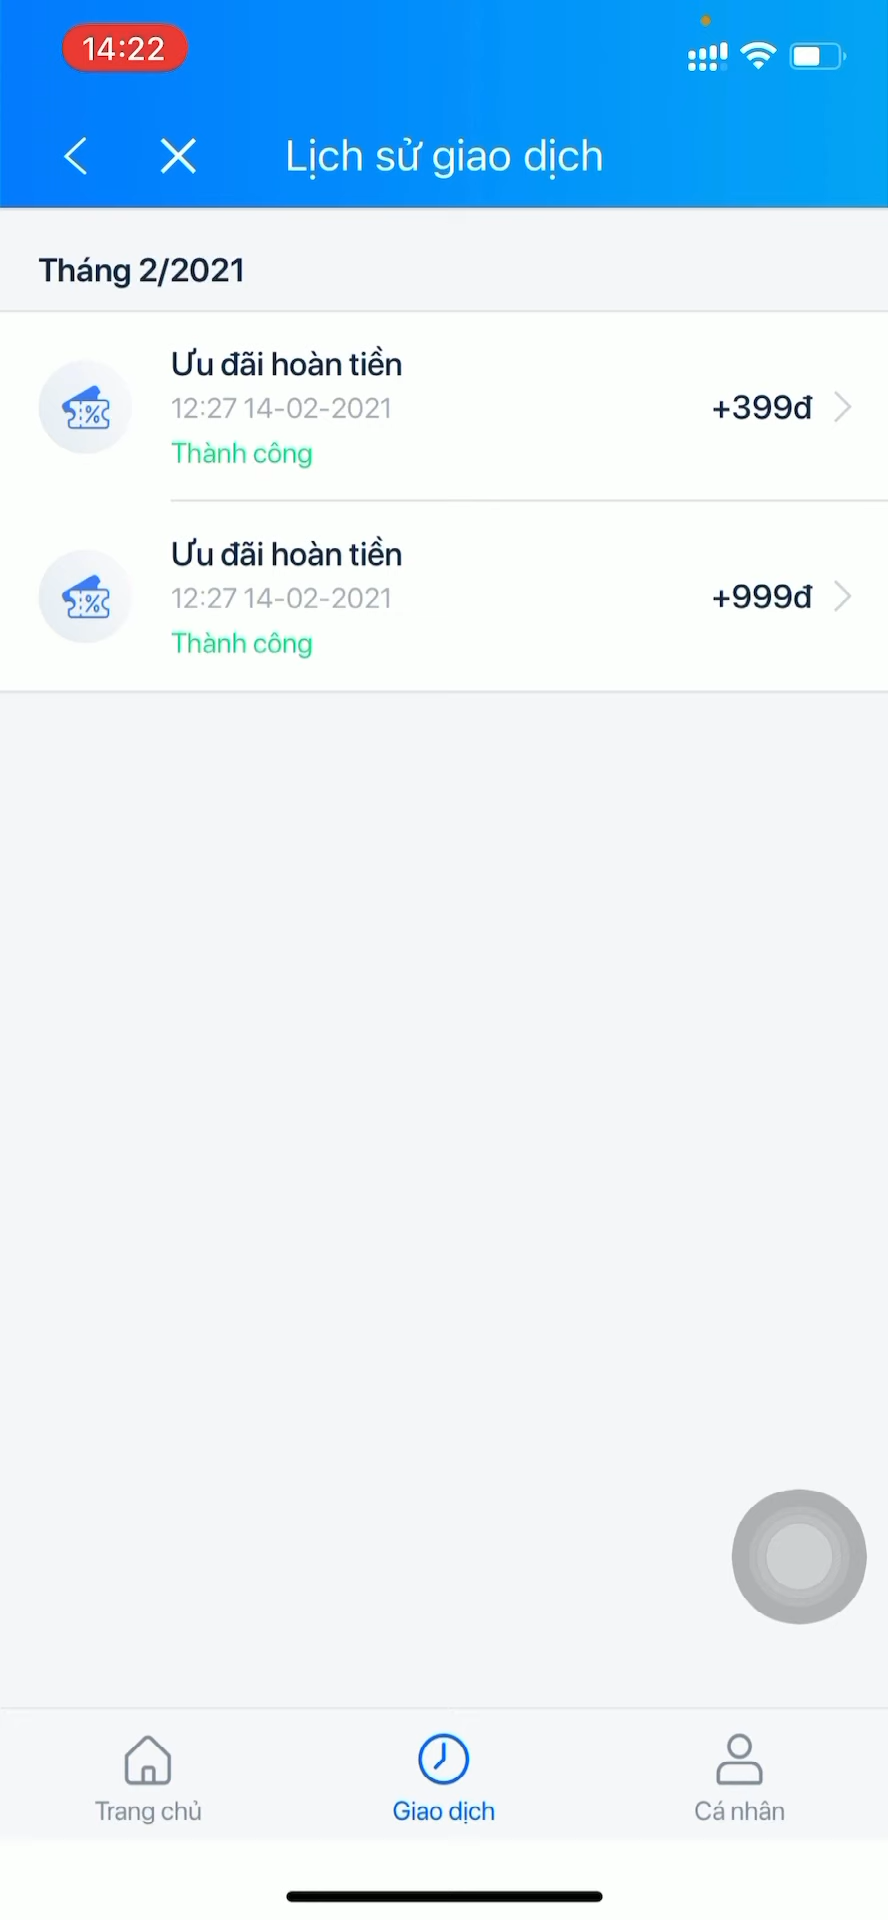 14:22
Lịch sử giao dịch
Tháng 2/2021
Ưu đãi hoàn tiền
12:27 14-02-2021
+399đ
Thành công
Ưu đãi hoàn tiền
12:27 14-02-2021
+999đ
Thành công
Trang chủ
Giao dịch
Cá nhân